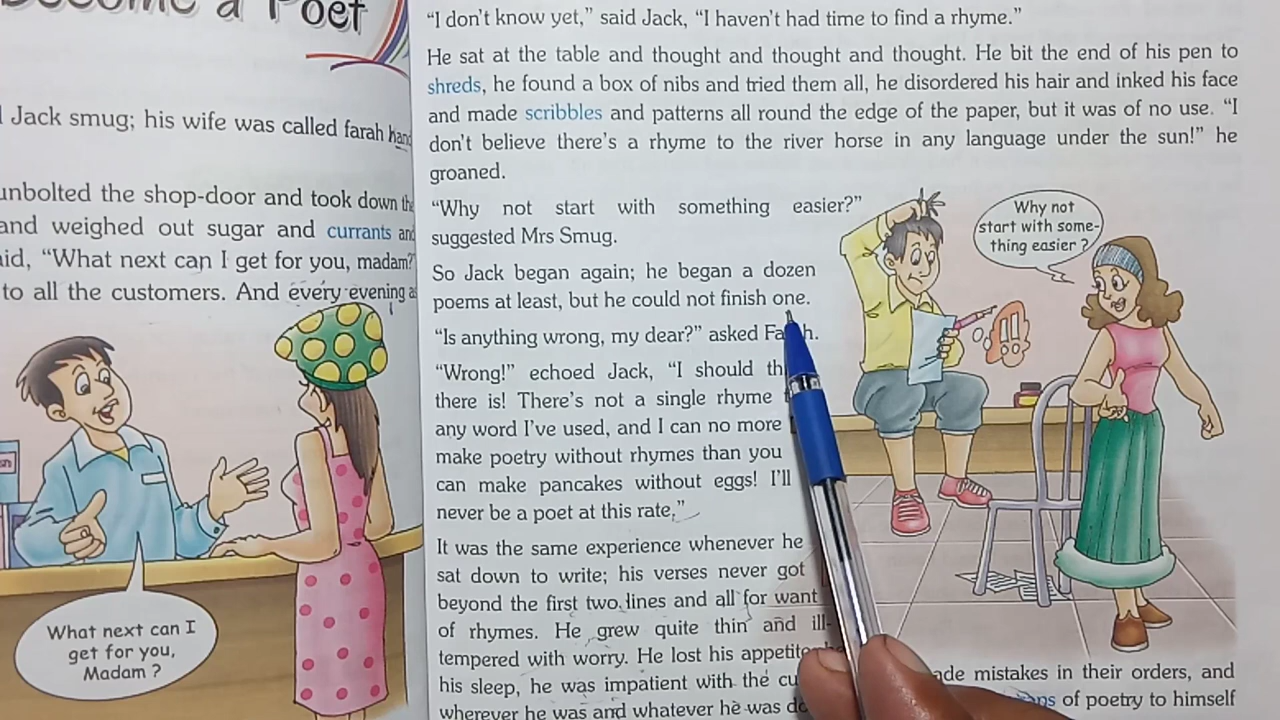 become a Poet
Jack smug; his wife was called farah
unbolted the shop-door and took down the
and weighed out sugar and currants and
"What next can I get for you, madam?"
to all the customers. And every evening
What next can I
get for you,
Madam ?
"I don't know yet," said Jack, "I haven't had time to find a rhyme."
He sat at the table and thought and thought and thought. He bit the end of his pen to
shreds, he found a box of nibs and tried them all, he disordered his hair and inked his face
and made scribbles and patterns all round the edge of the paper, but it was of no use. "I
don't believe there's a rhyme to the river horse in any language under the sun!" he
groaned.
"Why not start with something easier?"
suggested Mrs Smug.
So Jack began again; he began a dozen
poems at least, but he could not finish one.
"Is anything wrong, my dear?" asked
"Wrong!" echoed Jack, "I should
there is! There's not a single rhyme
any word I've used, and I can no more
make poetry without rhymes than you
can make pancakes without eggs! I'll
never be a poet at this rate,"
It was the same experience whenever he
sat down to write; his verses never got
beyond the first two lines and all for want
of rhymes. He grew quite thin and ill-
tempered with worry. He lost his appetite
his sleep, he was impatient with the
wherever he was and whatever he was
Why not
start with some-
thing easier ?
mistakes in their orders, and
of poetry to himself